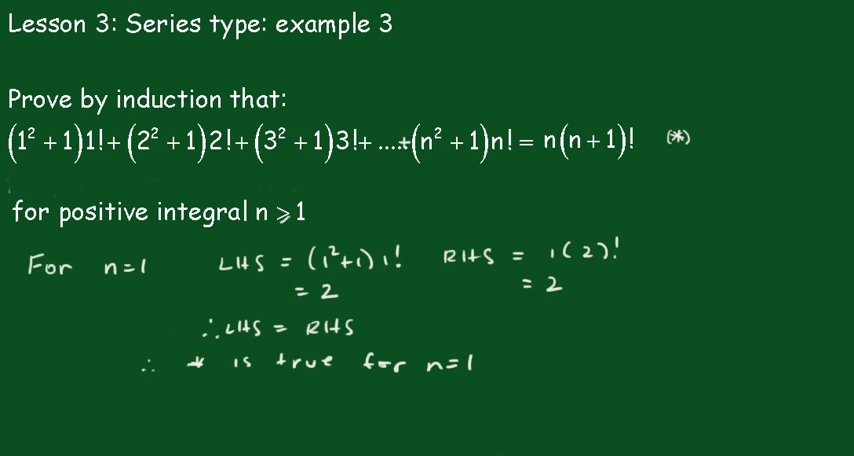 Lesson 3: Series type: example 3
Prove by induction that:
(1² + 1)1! + (2² + 1)2! + (3² + 1)3! + ....+ (n² + 1)n! = n(n + 1)! (*)
for positive integral n ⩾ 1
For n=1 LHS = (1²+1) 1! RHS = 1(2)!
= 2 = 2
∴ LHS = RHS
∴ * is true for n=1